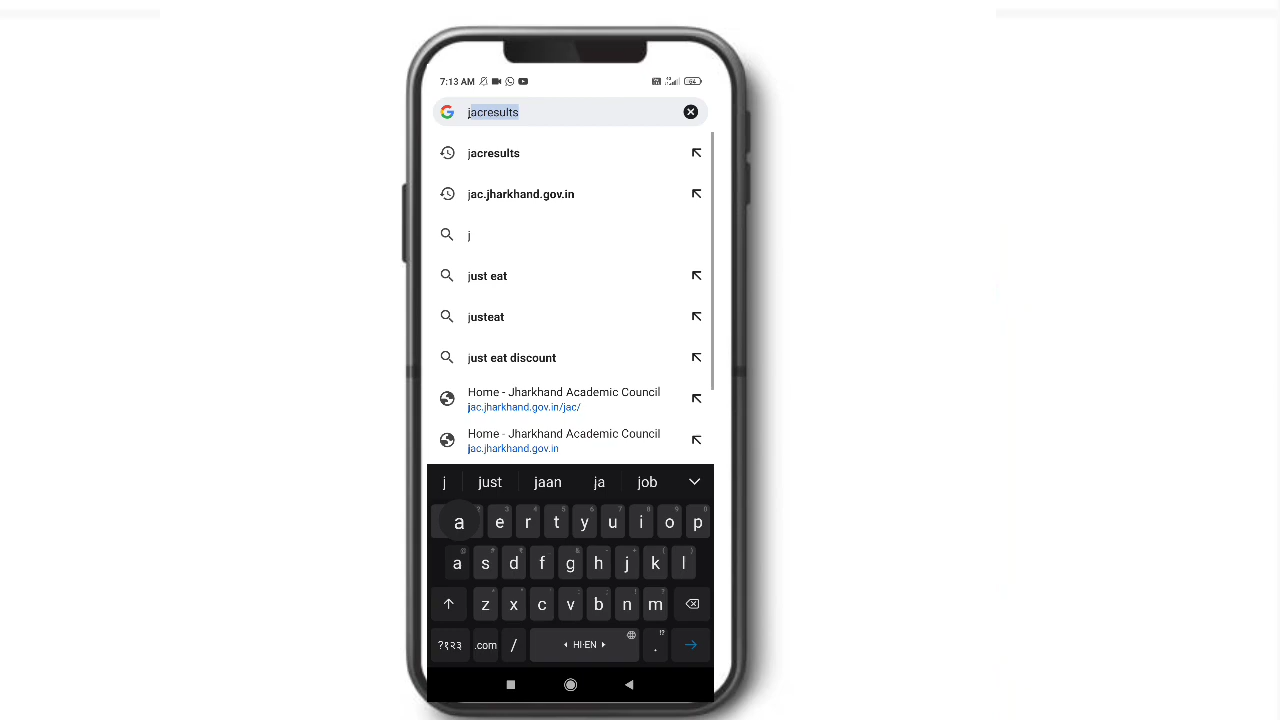 7:13 AM 64
jacresults
jacresults
jac.jharkhand.gov.in
j
just eat
justeat
just eat discount
Home - Jharkhand Academic Council
jac.jharkhand.gov.in/jac/
Home - Jharkhand Academic Council
jac.jharkhand.gov.in
j just jaan ja job
a e r t y u i o p
a s d f g h j k l
z x c v b n m
?१२३ .com / HI·EN .